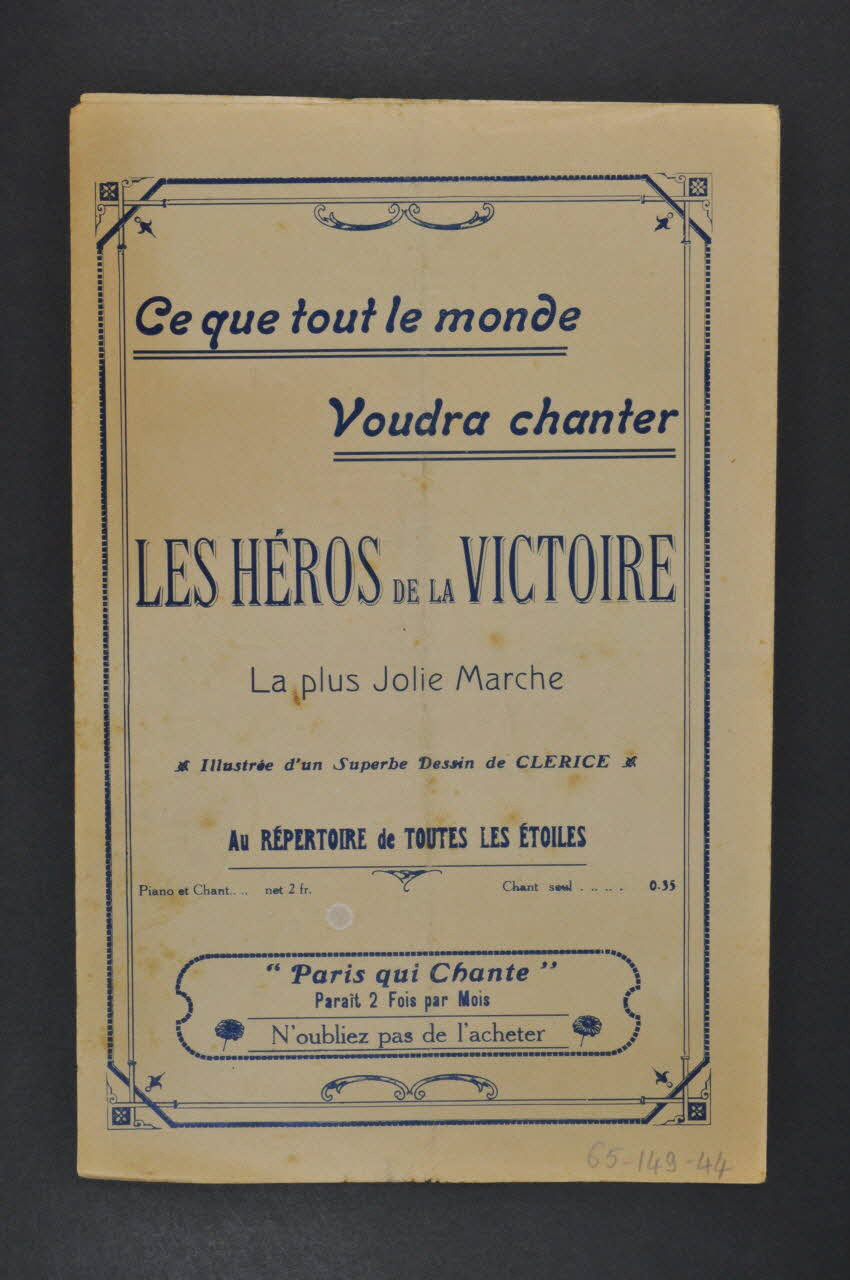 Ce que tout le monde
Voudra chanter
LES HÉROS DE LA VICTOIRE
La plus Jolie Marche
Illustrée d'un Superbe Dessin de CLERICE
Au RÉPERTOIRE de TOUTES LES ÉTOILES
Piano et Chant.. .. net 2 fr. Chant seul . .. .. . 0.35
" Paris qui Chante "
Paraît 2 Fois par Mois
N'oubliez pas de l'acheter
65-149-44